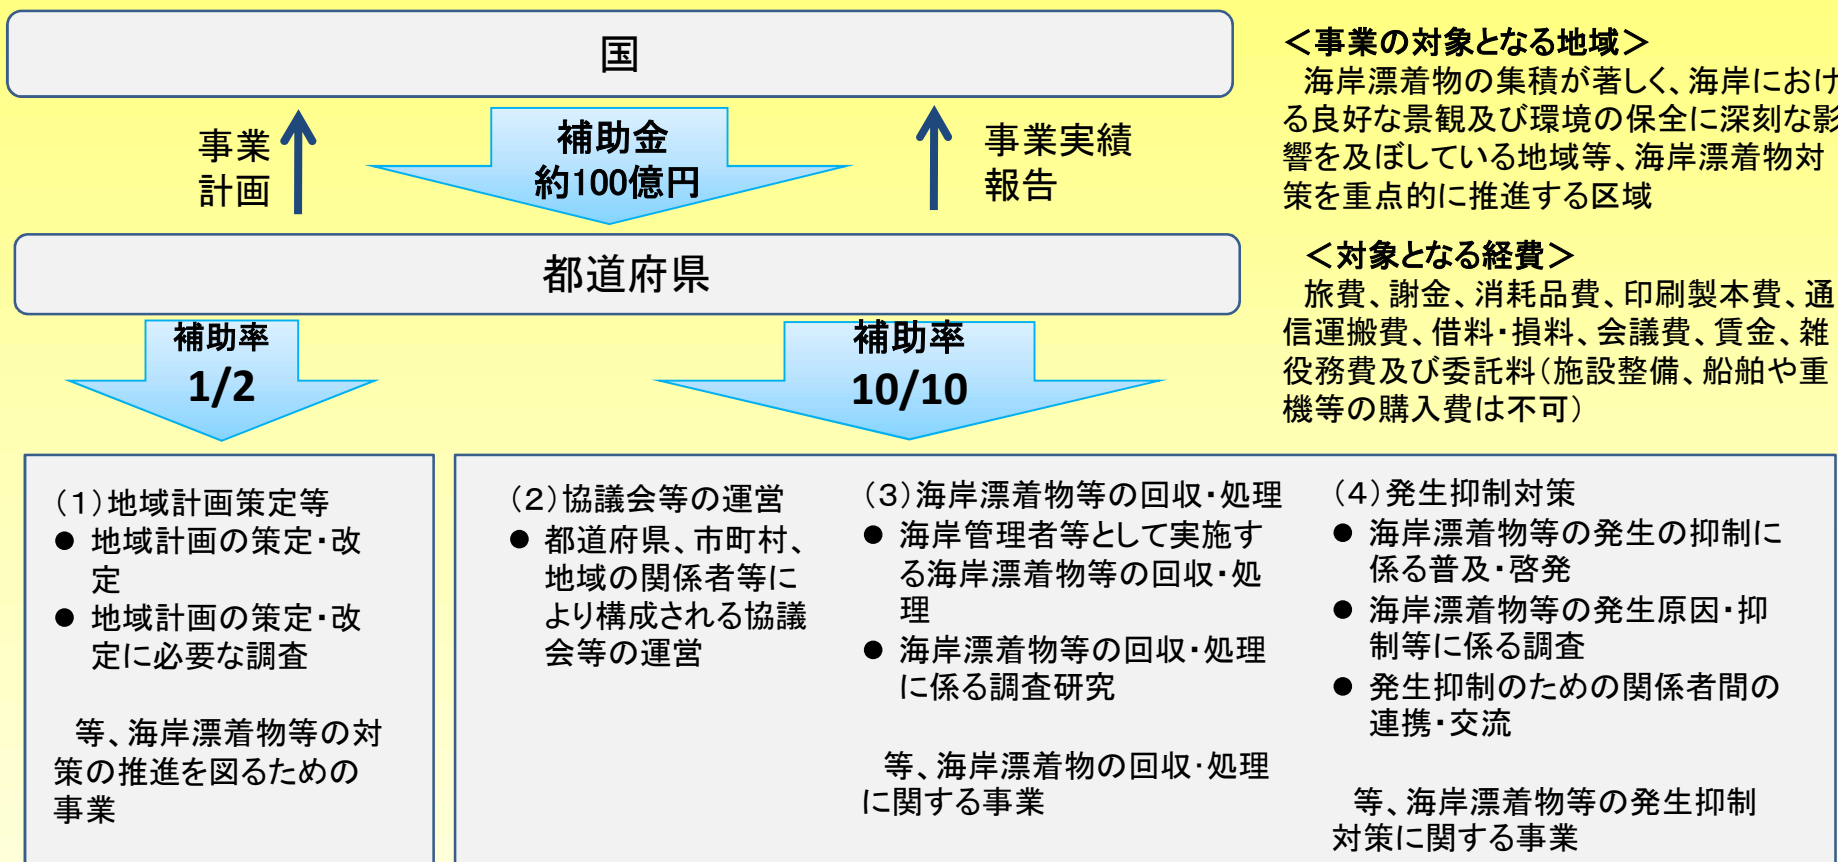 国
事業
計画
補助金
約100億円
事業実績
報告
都道府県
補助率
1/2
補助率
10/10
＜事業の対象となる地域＞
海岸漂着物の集積が著しく、海岸におけ
る良好な景観及び環境の保全に深刻な影
響を及ぼしている地域等、海岸漂着物対
策を重点的に推進する区域
＜対象となる経費＞
旅費、謝金、消耗品費、印刷製本費、通
信運搬費、借料・損料、会議費、賃金、雑
役務費及び委託料（施設整備、船舶や重
機等の購入費は不可）
（１）地域計画策定等
● 地域計画の策定・改
定
● 地域計画の策定・改
定に必要な調査
等、海岸漂着物等の対
策の推進を図るための
事業
（２）協議会等の運営
● 都道府県、市町村、
地域の関係者等に
より構成される協議
会等の運営
（３）海岸漂着物等の回収・処理
● 海岸管理者等として実施す
る海岸漂着物等の回収・処
理
● 海岸漂着物等の回収・処理
に係る調査研究
等、海岸漂着物の回収・処理
に関する事業
（４）発生抑制対策
● 海岸漂着物等の発生の抑制に
係る普及・啓発
● 海岸漂着物等の発生原因・抑
制等に係る調査
● 発生抑制のための関係者間の
連携・交流
等、海岸漂着物等の発生抑制
対策に関する事業